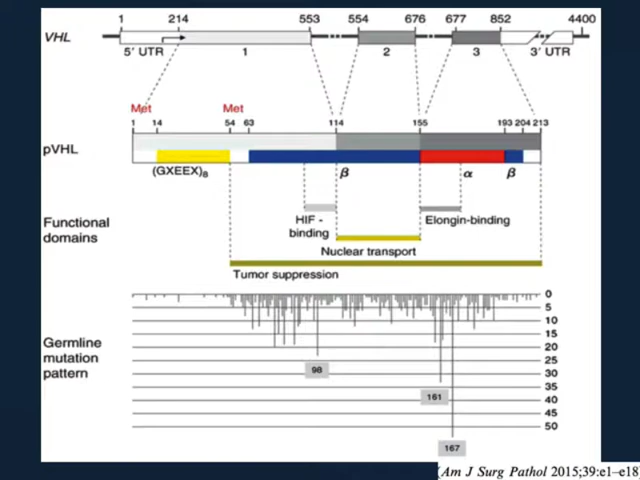 1 214 553 554 676 677 852 4400
VHL
5' UTR 1 2 3 3' UTR
Met Met
1 14 54 63 114 155 193 204 213
pVHL
(GXEEX)8 β α β
Functional domains
HIF - binding
Elongin-binding
Nuclear transport
Tumor suppression
Germline mutation pattern
0
5
10
15
20
25
30
35
40
45
50
98
161
167
(Am J Surg Pathol 2015;39:e1–e18)